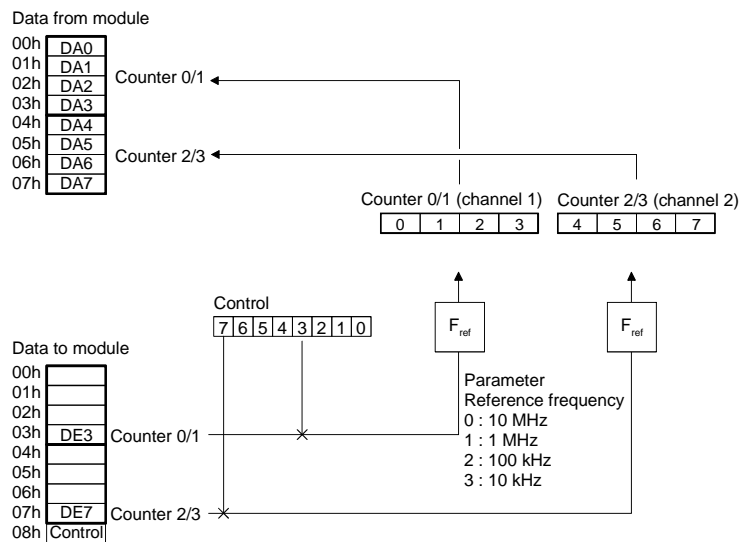 Data from module
00h DA0
01h DA1
02h DA2
03h DA3
04h DA4
05h DA5
06h DA6
07h DA7
Counter 0/1
Counter 2/3
Counter 0/1 (channel 1)
0 1 2 3
Counter 2/3 (channel 2)
4 5 6 7
Control
7 6 5 4 3 2 1 0
Fref
Fref
Parameter
Reference frequency
0 : 10 MHz
1 : 1 MHz
2 : 100 kHz
3 : 10 kHz
Data to module
00h
01h
02h
03h DE3 Counter 0/1
04h
05h
06h
07h DE7 Counter 2/3
08h Control